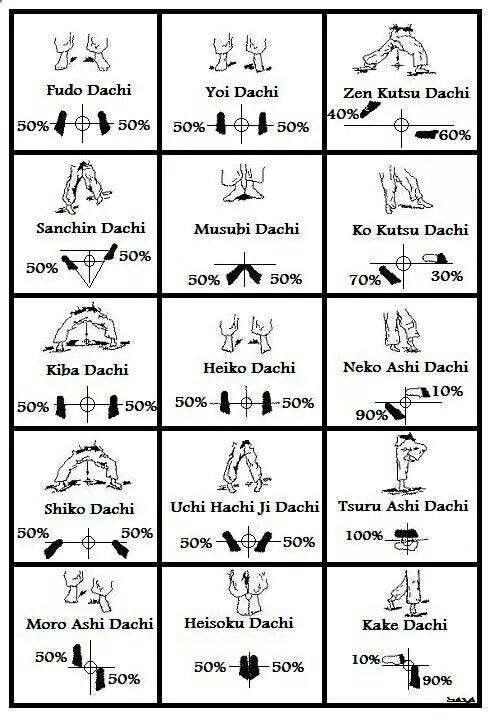 Fudo Dachi
50% 50%
Yoi Dachi
50% 50%
Zen Kutsu Dachi
40%
60%
Sanchin Dachi
50% 50%
Musubi Dachi
50% 50%
Ko Kutsu Dachi
70% 30%
Kiba Dachi
50% 50%
Heiko Dachi
50% 50%
Neko Ashi Dachi
10%
90%
Shiko Dachi
50% 50%
Uchi Hachi Ji Dachi
50% 50%
Tsuru Ashi Dachi
100%
Moro Ashi Dachi
50%
50%
Heisoku Dachi
50% 50%
Kake Dachi
10%
90%